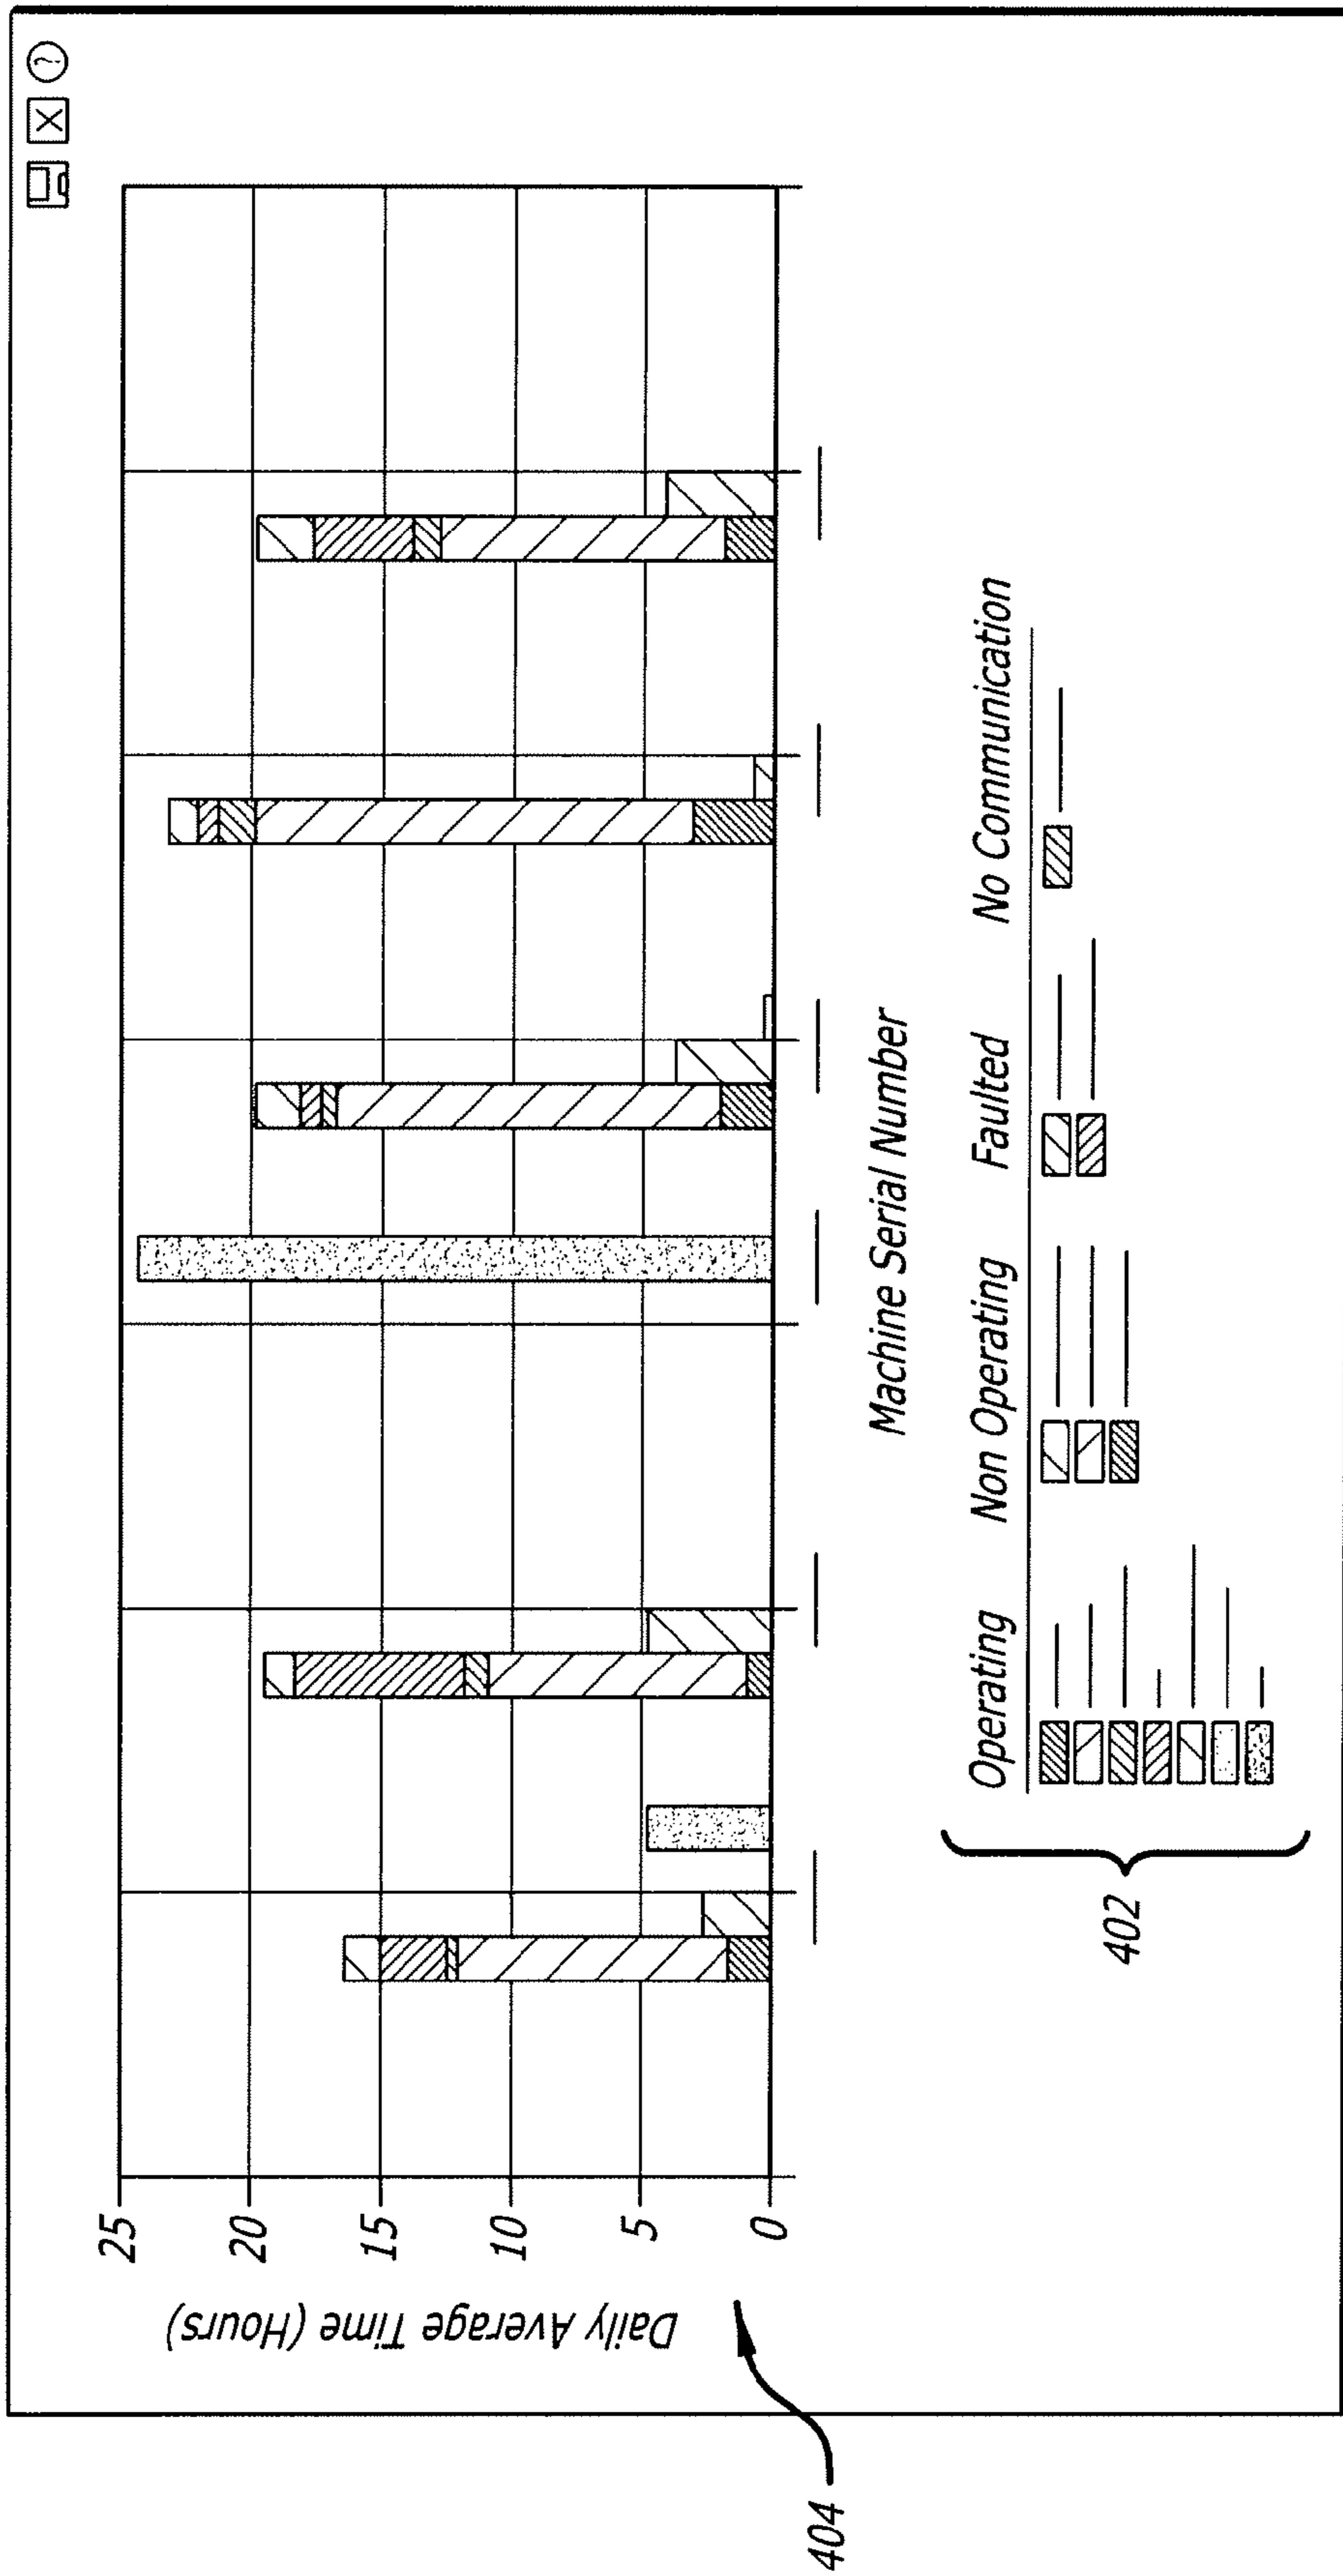 X ?
Daily Average Time (Hours)
25
20
15
10
5
0
404
Machine Serial Number
Operating Non Operating Faulted No Communication
402